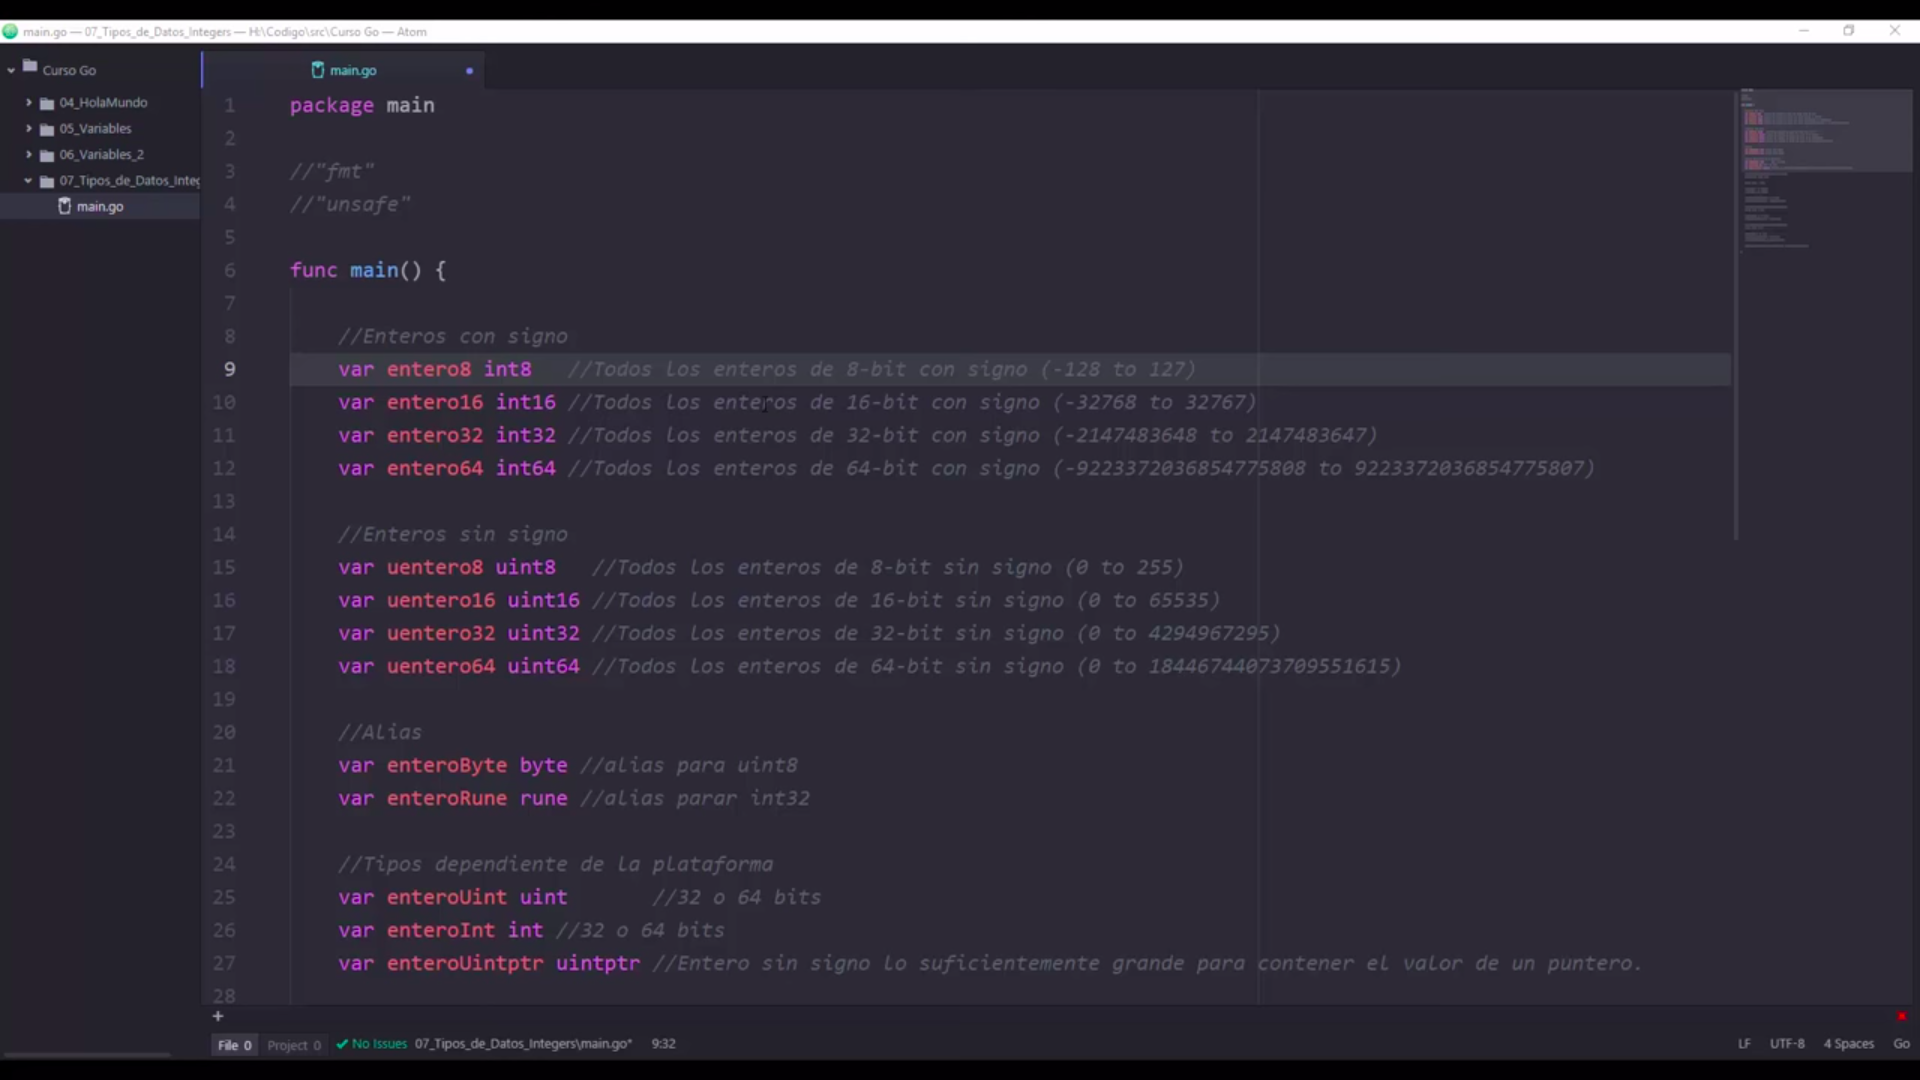 main.go — 07_Tipos_de_Datos_Integers — H:\Codigo\src\Curso Go — Atom
Curso Go
04_HolaMundo
05_Variables
06_Variables_2
07_Tipos_de_Datos_Integ
main.go
main.go
1 package main
2
3 //"fmt"
4 //"unsafe"
5
6 func main() {
7
8 //Enteros con signo
9 var entero8 int8 //Todos los enteros de 8-bit con signo (-128 to 127)
10 var entero16 int16 //Todos los enteros de 16-bit con signo (-32768 to 32767)
11 var entero32 int32 //Todos los enteros de 32-bit con signo (-2147483648 to 2147483647)
12 var entero64 int64 //Todos los enteros de 64-bit con signo (-9223372036854775808 to 9223372036854775807)
13
14 //Enteros sin signo
15 var uentero8 uint8 //Todos los enteros de 8-bit sin signo (0 to 255)
16 var uentero16 uint16 //Todos los enteros de 16-bit sin signo (0 to 65535)
17 var uentero32 uint32 //Todos los enteros de 32-bit sin signo (0 to 4294967295)
18 var uentero64 uint64 //Todos los enteros de 64-bit sin signo (0 to 18446744073709551615)
19
20 //Alias
21 var enteroByte byte //alias para uint8
22 var enteroRune rune //alias parar int32
23
24 //Tipos dependiente de la plataforma
25 var enteroUint uint //32 o 64 bits
26 var enteroInt int //32 o 64 bits
27 var enteroUintptr uintptr //Entero sin signo lo suficientemente grande para contener el valor de un puntero.
28
+
File 0 Project 0 No Issues 07_Tipos_de_Datos_Integers\main.go* 9:32 LF UTF-8 4 Spaces Go